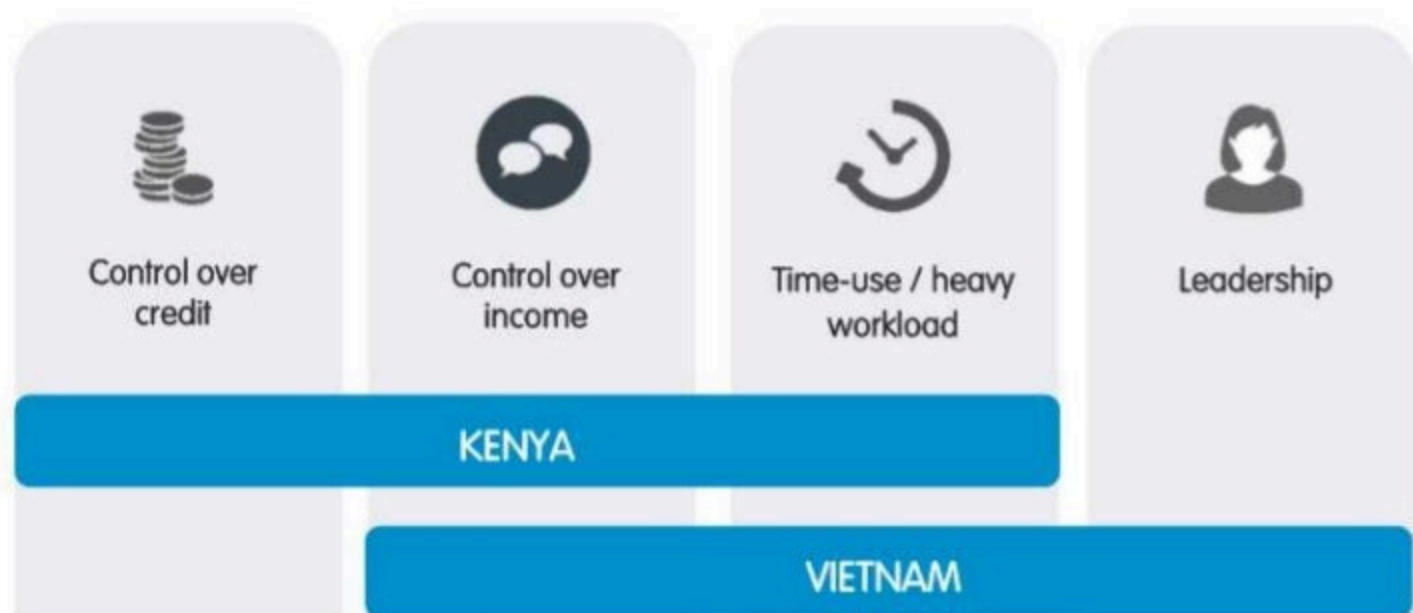 Control over
credit
Control over
income
Time-use / heavy
workload
Leadership
KENYA
VIETNAM